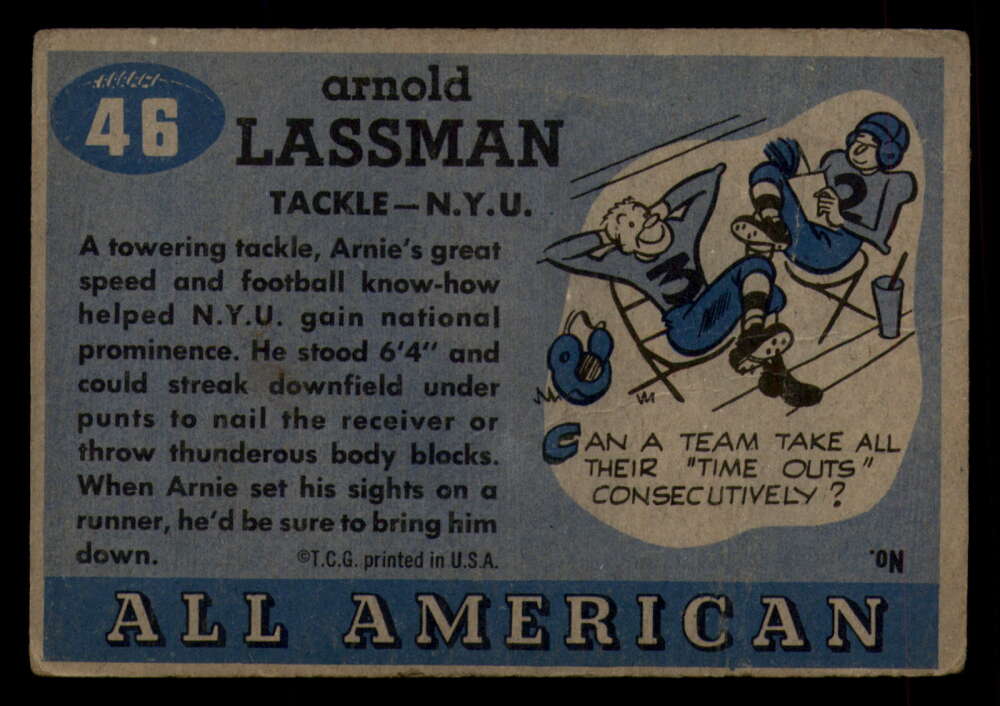 46
arnold
LASSMAN
TACKLE—N.Y.U.
A towering tackle, Arnie's great
speed and football know-how
helped N.Y.U. gain national
prominence. He stood 6'4" and
could streak downfield under
punts to nail the receiver or
throw thunderous body blocks.
When Arnie set his sights on a
runner, he'd be sure to bring him
down.
©T.C.G. printed in U.S.A.
2
3
CAN A TEAM TAKE ALL
THEIR "TIME OUTS"
CONSECUTIVELY?
NO.
ALL AMERICAN